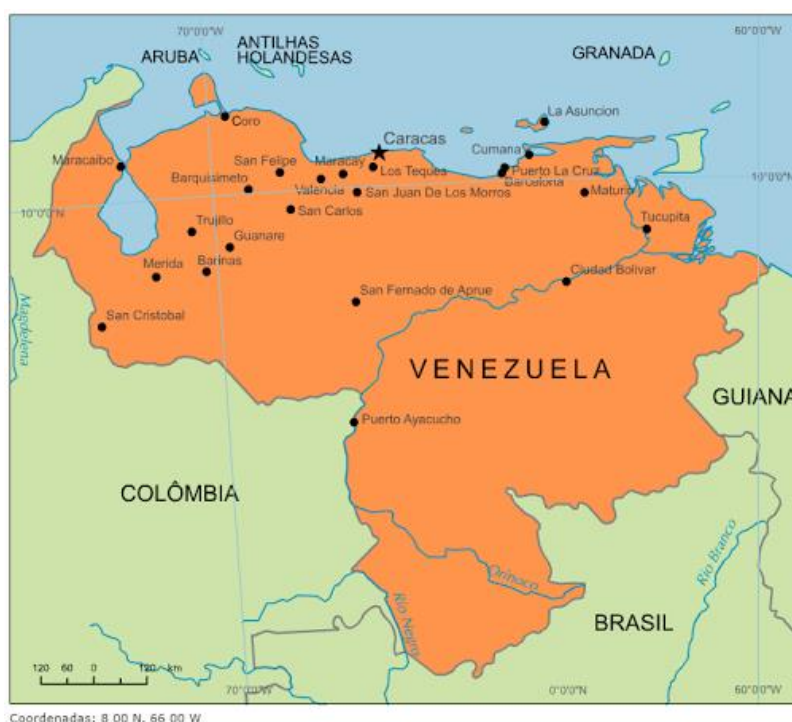 70°0'0"W
60°0'0"W
ARUBA
ANTILHAS
HOLANDESAS
GRANADA
La Asuncion
Coro
Caracas
Cumana
Maracaibo
San Felipe
Maracay
Los Teques
Puerto La Cruz
Barcelona
10°0'0"N
Barquisimeto
Valencia
San Juan De Los Morros
Maturin
10°0'0"N
San Carlos
Trujillo
Tucupita
Guanare
Merida
Barinas
Ciudad Bolivar
San Fernado de Aprue
Magdalena
San Cristobal
VENEZUELA
GUIANA
Puerto Ayacucho
COLÔMBIA
Rio Branco
Orinoco
Rio Negro
BRASIL
120 60 0 120 km
70°0'0"W
0°0'0"N
60°0'0"W
Coordenadas: 8 00 N, 66 00 W